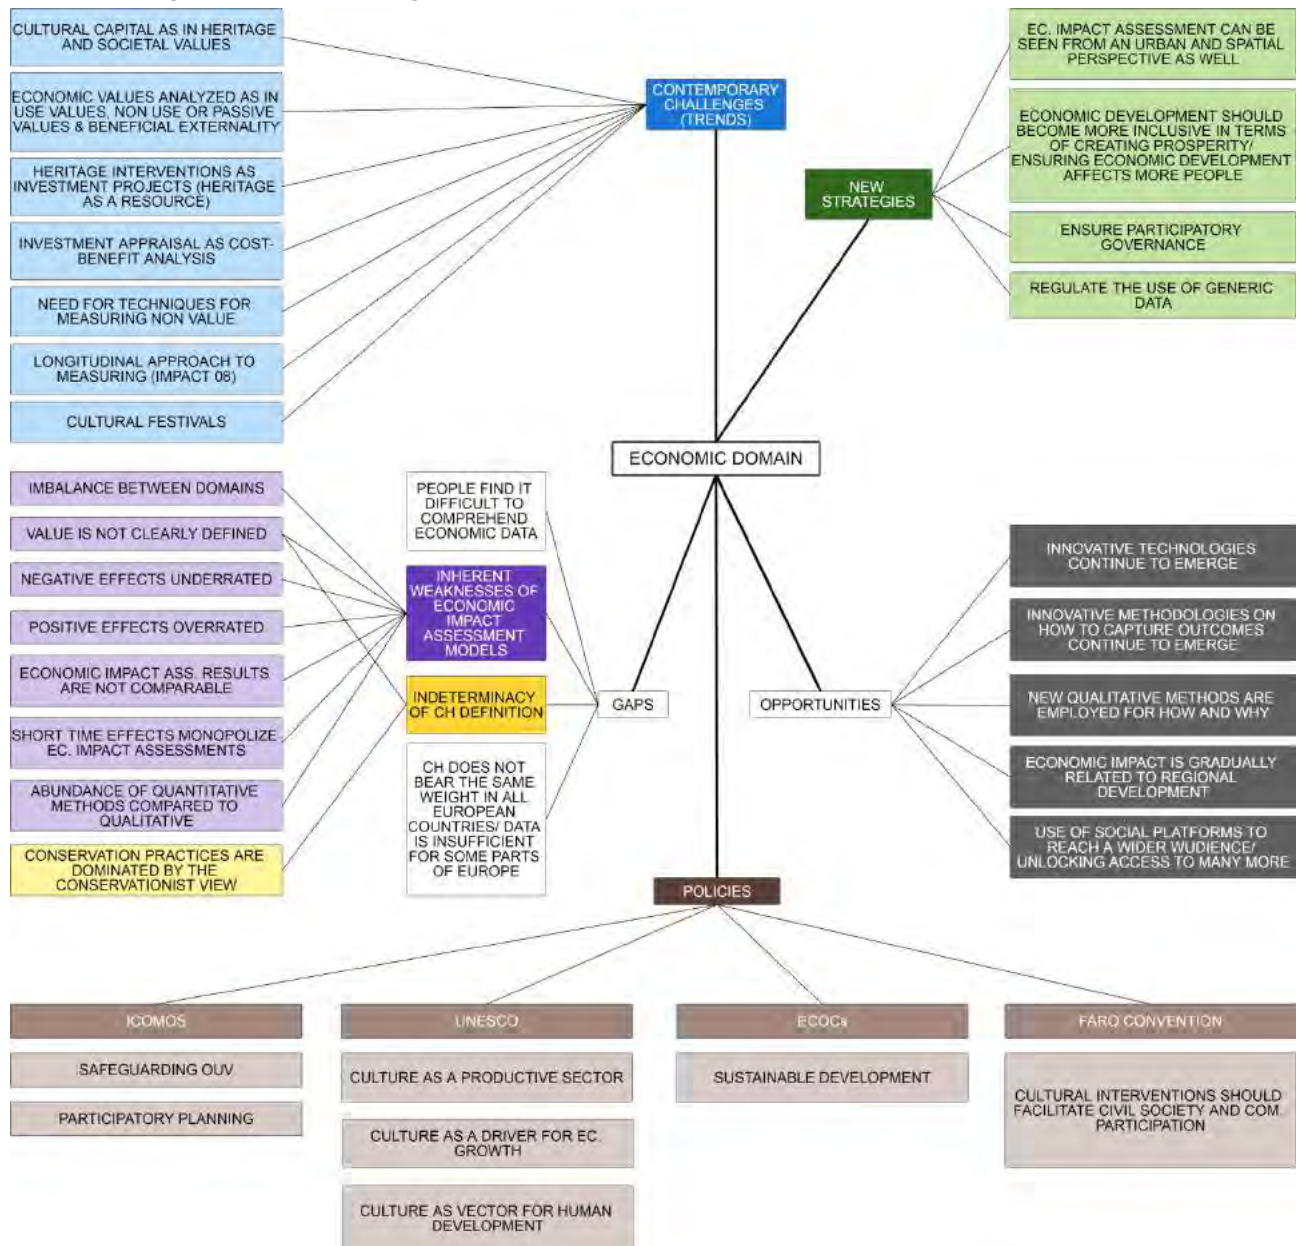 CULTURAL CAPITAL AS IN HERITAGE
AND SOCIETAL VALUES
ECONOMIC VALUES ANALYZED AS IN
USE VALUES, NON USE OR PASSIVE
VALUES & BENEFICIAL EXTERNALITY
HERITAGE INTERVENTIONS AS
INVESTMENT PROJECTS (HERITAGE
AS A RESOURCE)
INVESTMENT APPRAISAL AS COST-
BENEFIT ANALYSIS
NEED FOR TECHNIQUES FOR
MEASURING NON VALUE
LONGITUDINAL APPROACH TO
MEASURING (IMPACT 08)
CULTURAL FESTIVALS
CONTEMPORARY
CHALLENGES
(TRENDS)
NEW
STRATEGIES
EC. IMPACT ASSESSMENT CAN BE
SEEN FROM AN URBAN AND SPATIAL
PERSPECTIVE AS WELL
ECONOMIC DEVELOPMENT SHOULD
BECOME MORE INCLUSIVE IN TERMS
OF CREATING PROSPERITY/
ENSURING ECONOMIC DEVELOPMENT
AFFECTS MORE PEOPLE
ENSURE PARTICIPATORY
GOVERNANCE
REGULATE THE USE OF GENERIC
DATA
ECONOMIC DOMAIN
IMBALANCE BETWEEN DOMAINS
VALUE IS NOT CLEARLY DEFINED
NEGATIVE EFFECTS UNDERRATED
POSITIVE EFFECTS OVERRATED
ECONOMIC IMPACT ASS. RESULTS
ARE NOT COMPARABLE
SHORT TIME EFFECTS MONOPOLIZE
EC. IMPACT ASSESSMENTS
ABUNDANCE OF QUANTITATIVE
METHODS COMPARED TO
QUALITATIVE
CONSERVATION PRACTICES ARE
DOMINATED BY THE
CONSERVATIONIST VIEW
PEOPLE FIND IT
DIFFICULT TO
COMPREHEND
ECONOMIC DATA
INHERENT
WEAKNESSES OF
ECONOMIC
IMPACT
ASSESSMENT
MODELS
INDETERMINACY
OF CH DEFINITION
CH DOES NOT
BEAR THE SAME
WEIGHT IN ALL
EUROPEAN
COUNTRIES/ DATA
IS INSUFFICIENT
FOR SOME PARTS
OF EUROPE
GAPS
OPPORTUNITIES
INNOVATIVE TECHNOLOGIES
CONTINUE TO EMERGE
INNOVATIVE METHODOLOGIES ON
HOW TO CAPTURE OUTCOMES
CONTINUE TO EMERGE
NEW QUALITATIVE METHODS ARE
EMPLOYED FOR HOW AND WHY
ECONOMIC IMPACT IS GRADUALLY
RELATED TO REGIONAL
DEVELOPMENT
USE OF SOCIAL PLATFORMS TO
REACH A WIDER WUDIENCE/
UNLOCKING ACCESS TO MANY MORE
POLICIES
ICOMOS
SAFEGUARDING OUV
PARTICIPATORY PLANNING
UNESCO
CULTURE AS A PRODUCTIVE SECTOR
CULTURE AS A DRIVER FOR EC.
GROWTH
CULTURE AS VECTOR FOR HUMAN
DEVELOPMENT
ECOCs
SUSTAINABLE DEVELOPMENT
FARO CONVENTION
CULTURAL INTERVENTIONS SHOULD
FACILITATE CIVIL SOCIETY AND COM.
PARTICIPATION